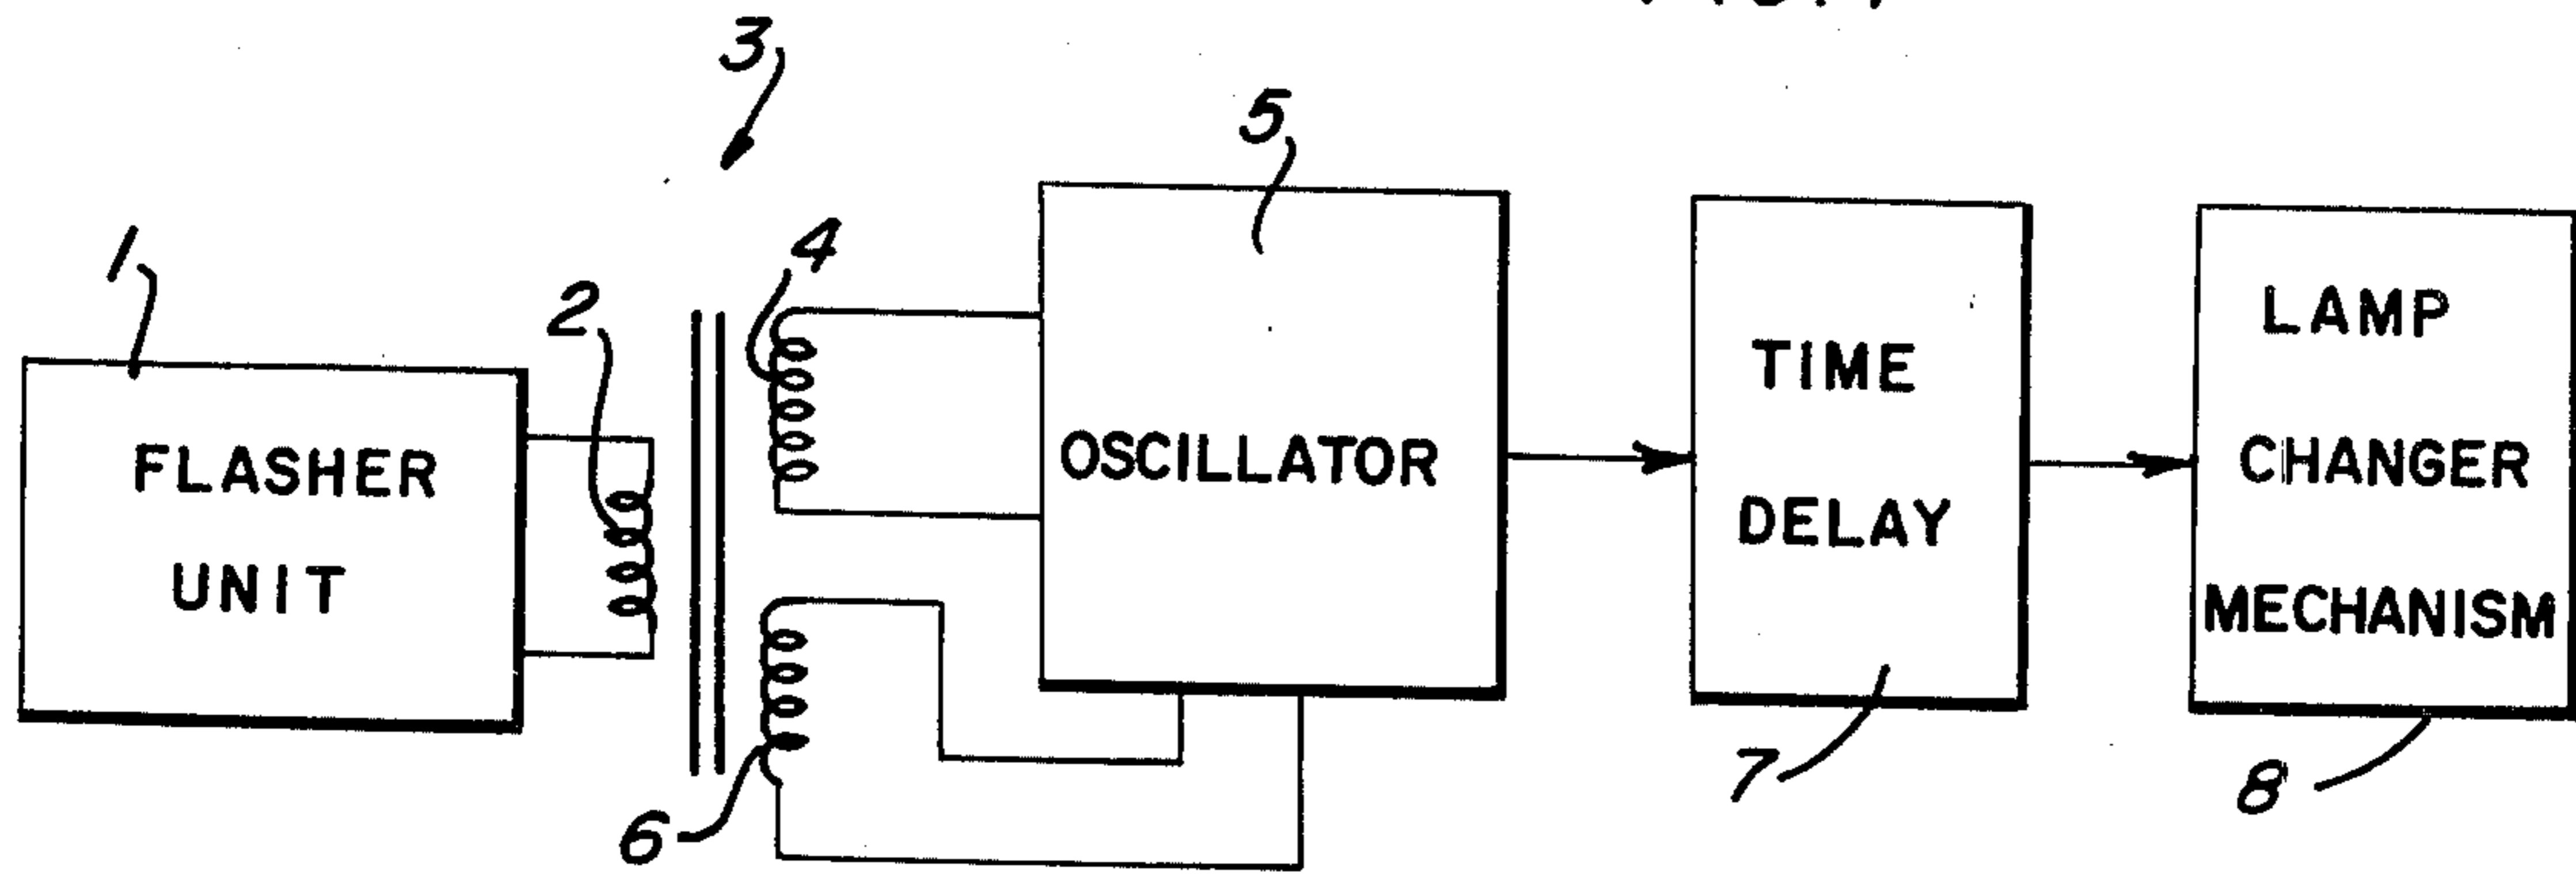 3
5
1
4
2
FLASHER
UNIT
OSCILLATOR
TIME
DELAY
LAMP
CHANGER
MECHANISM
6
7
8